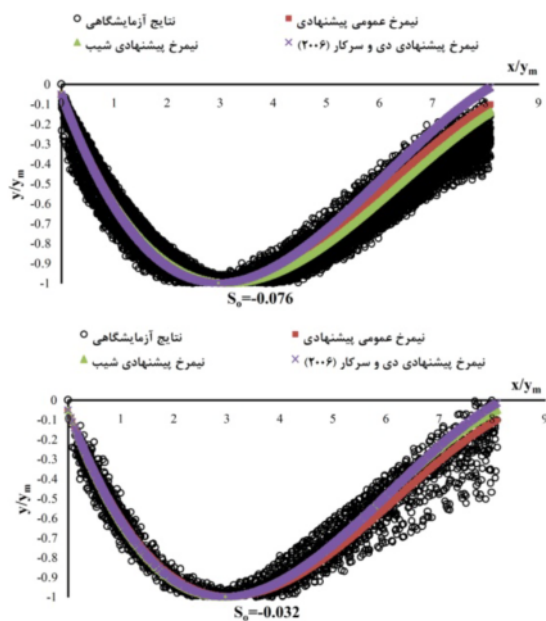 نتایج آزمایشگاهی نیمرخ عمومی پیشنهادی
نیمرخ پیشنهادی شیب نیمرخ پیشنهادی دی و سرکار (۲۰۰۶)
x/yₘ
0 1 2 3 4 5 6 7 8 9
0
-0.1
-0.2
-0.3
-0.4
-0.5
-0.6
-0.7
-0.8
-0.9
-1
y/yₘ
Sₒ=-0.076
نتایج آزمایشگاهی نیمرخ عمومی پیشنهادی
نیمرخ پیشنهادی شیب نیمرخ پیشنهادی دی و سرکار (۲۰۰۶)
x/yₘ
0 1 2 3 4 5 6 7 8 9
0
-0.1
-0.2
-0.3
-0.4
-0.5
-0.6
-0.7
-0.8
-0.9
-1
y/yₘ
Sₒ=-0.032